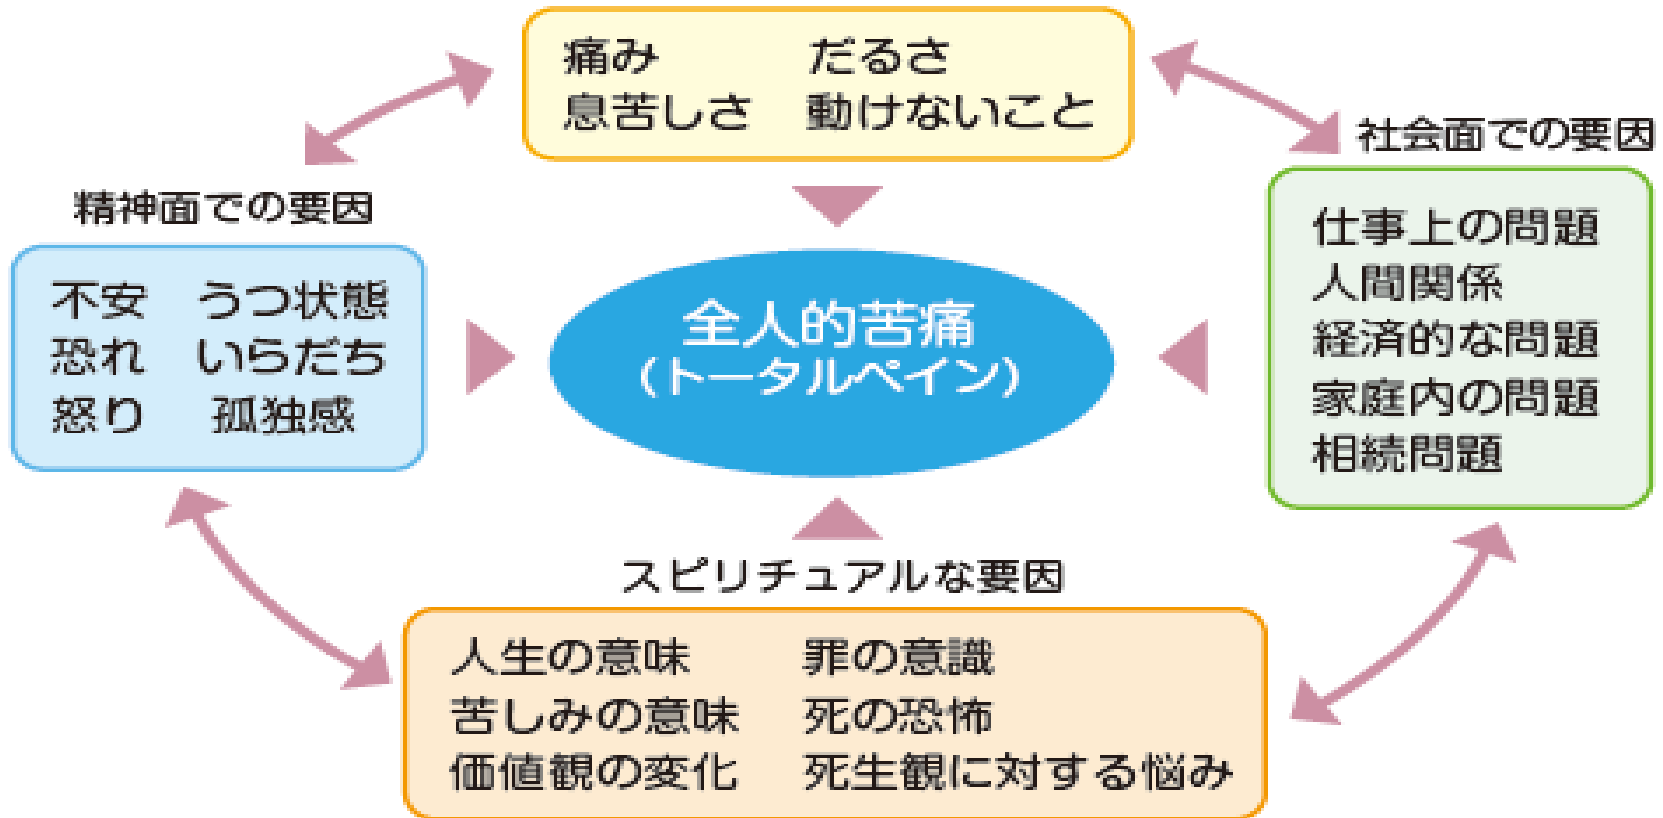 痛み だるさ
息苦しさ 動けないこと
社会面での要因
仕事上の問題
人間関係
経済的な問題
家庭内の問題
相続問題
精神面での要因
不安 うつ状態
恐れ いらだち
怒り 孤独感
全人的苦痛
(トータルペイン)
スピリチュアルな要因
人生の意味 罪の意識
苦しみの意味 死の恐怖
価値観の変化 死生観に対する悩み